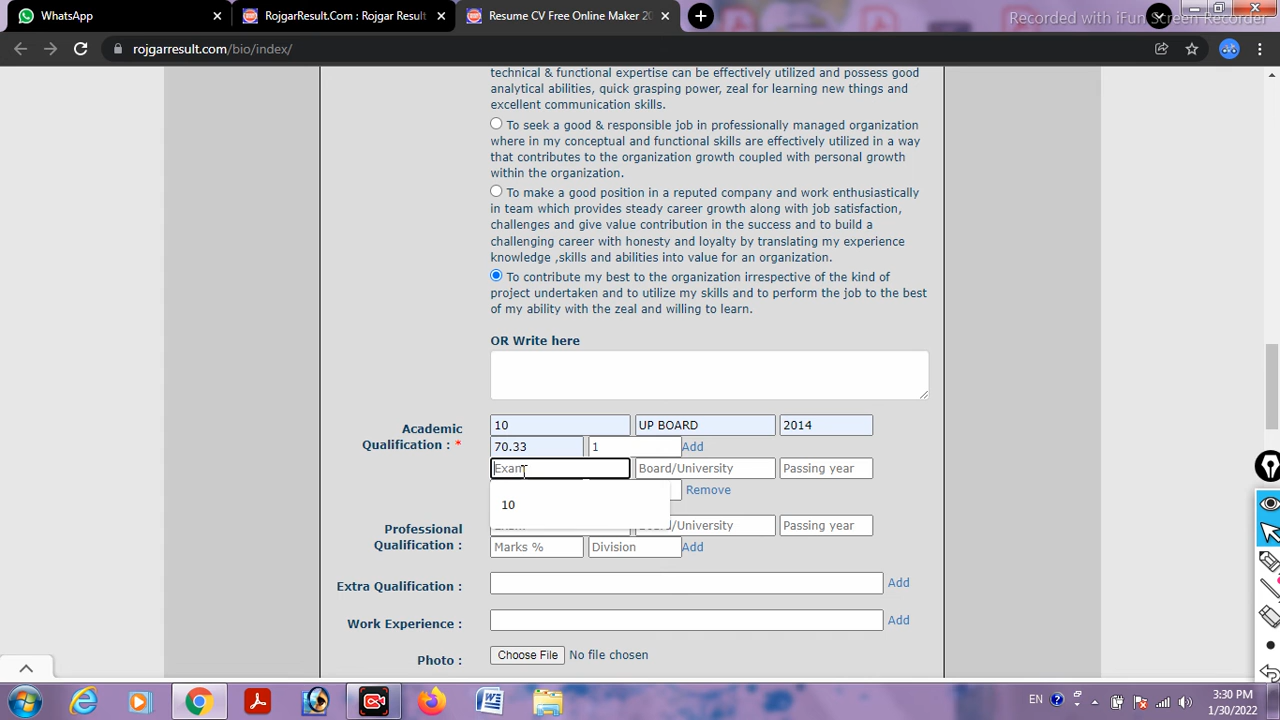 WhatsApp
RojgarResult.Com : Rojgar Result
Resume CV Free Online Maker 20
Recorded with iFun Screen Recorder
rojgarresult.com/bio/index/
technical & functional expertise can be effectively utilized and possess good
analytical abilities, quick grasping power, zeal for learning new things and
excellent communication skills.
To seek a good & responsible job in professionally managed organization
where in my conceptual and functional skills are effectively utilized in a way
that contributes to the organization growth coupled with personal growth
within the organization.
To make a good position in a reputed company and work enthusiastically
in team which provides steady career growth along with job satisfaction,
challenges and give value contribution in the success and to build a
challenging career with honesty and loyalty by translating my experience
knowledge ,skills and abilities into value for an organization.
To contribute my best to the organization irrespective of the kind of
project undertaken and to utilize my skills and to perform the job to the best
of my ability with the zeal and willing to learn.
OR Write here
Academic
Qualification : *
10 UP BOARD 2014
70.33 1 Add
Exam Board/University Passing year
Remove
10
Professional
Qualification :
Board/University Passing year
Marks % Division Add
Extra Qualification : Add
Work Experience : Add
Photo : Choose File No file chosen
EN
3:30 PM
1/30/2022